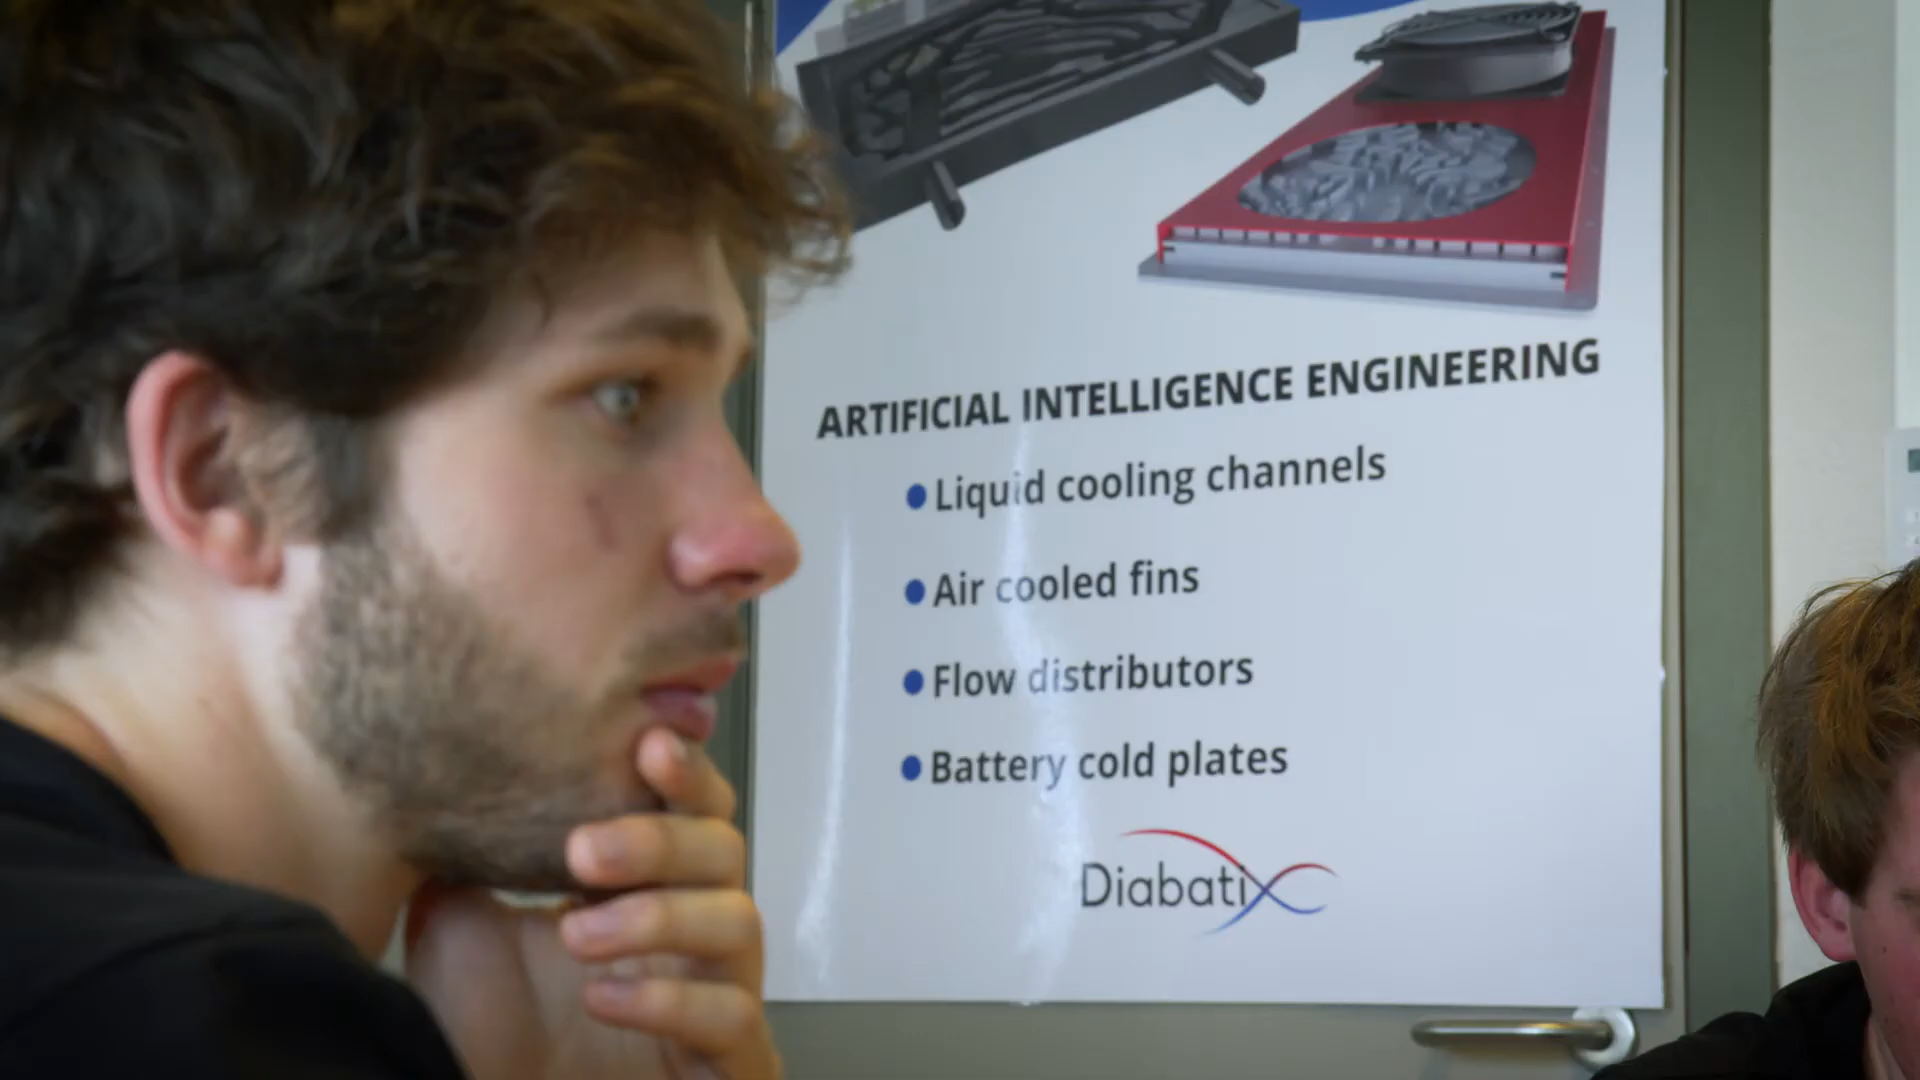 ARTIFICIAL INTELLIGENCE ENGINEERING
Liquid cooling channels
Air cooled fins
Flow distributors
Battery cold plates
Diabatix